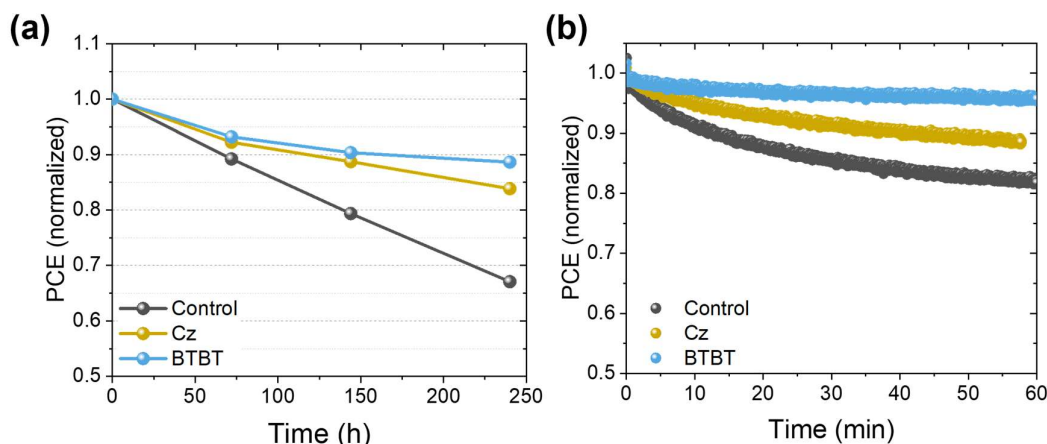 (a)
1.1
1.0
0.9
0.8
0.7
0.6
0.5
PCE (normalized)
Control
Cz
BTBT
0 50 100 150 200 250
Time (h)
(b)
1.0
0.9
0.8
0.7
0.5
PCE (normalized)
Control
Cz
BTBT
0 10 20 30 40 50 60
Time (min)